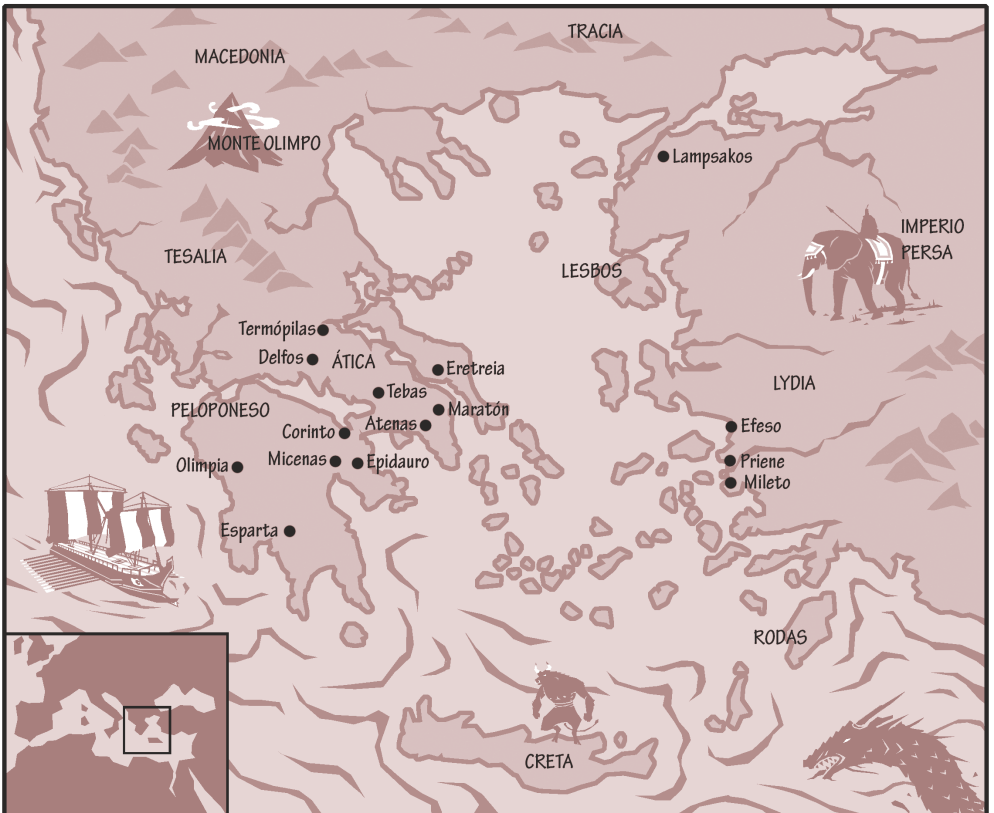 TRACIA
MACEDONIA
MONTE OLIMPO
Lampsakos
IMPERIO
PERSA
TESALIA
LESBOS
Termópilas
Delfos
ÁTICA
Eretreia
LYDIA
Tebas
PELOPONESO
Maratón
Atenas
Efeso
Corinto
Micenas
Epidauro
Priene
Olimpia
Mileto
Esparta
RODAS
CRETA